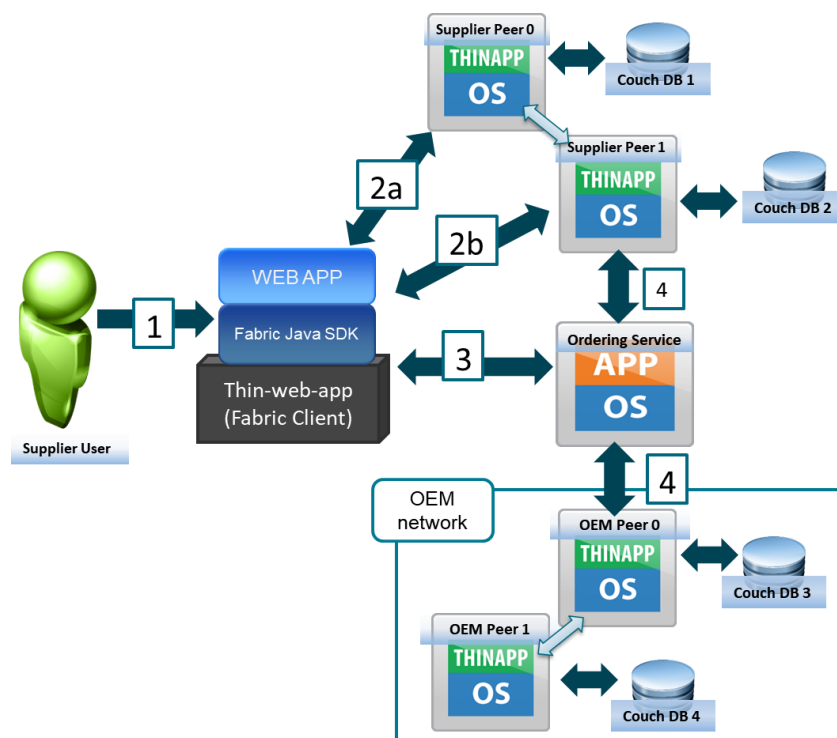 Supplier Peer 0
THINAPP
OS
Couch DB 1
Supplier Peer 1
THINAPP
OS
Couch DB 2
2a
2b
WEB APP
Fabric Java SDK
Thin-web-app
(Fabric Client)
1
Supplier User
3
4
Ordering Service
APP
OS
4
OEM
network
OEM Peer 0
THINAPP
OS
Couch DB 3
OEM Peer 1
THINAPP
OS
Couch DB 4